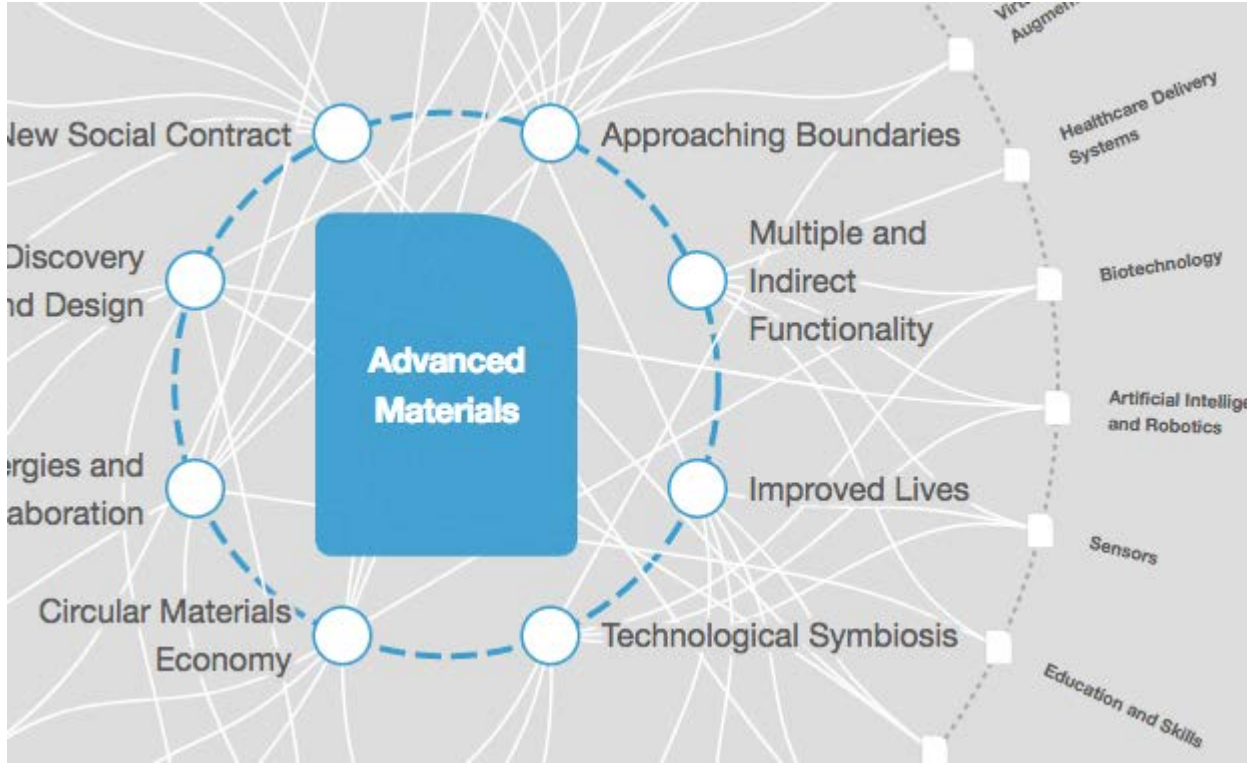 Augmen
Healthcare Delivery
Systems
New Social Contract
Approaching Boundaries
Discovery
nd Design
Multiple and
Indirect
Functionality
Biotechnology
Advanced
Materials
Artificial Intellige
and Robotics
ergies and
aboration
Improved Lives
Sensors
Circular Materials
Economy
Technological Symbiosis
Education and Skills